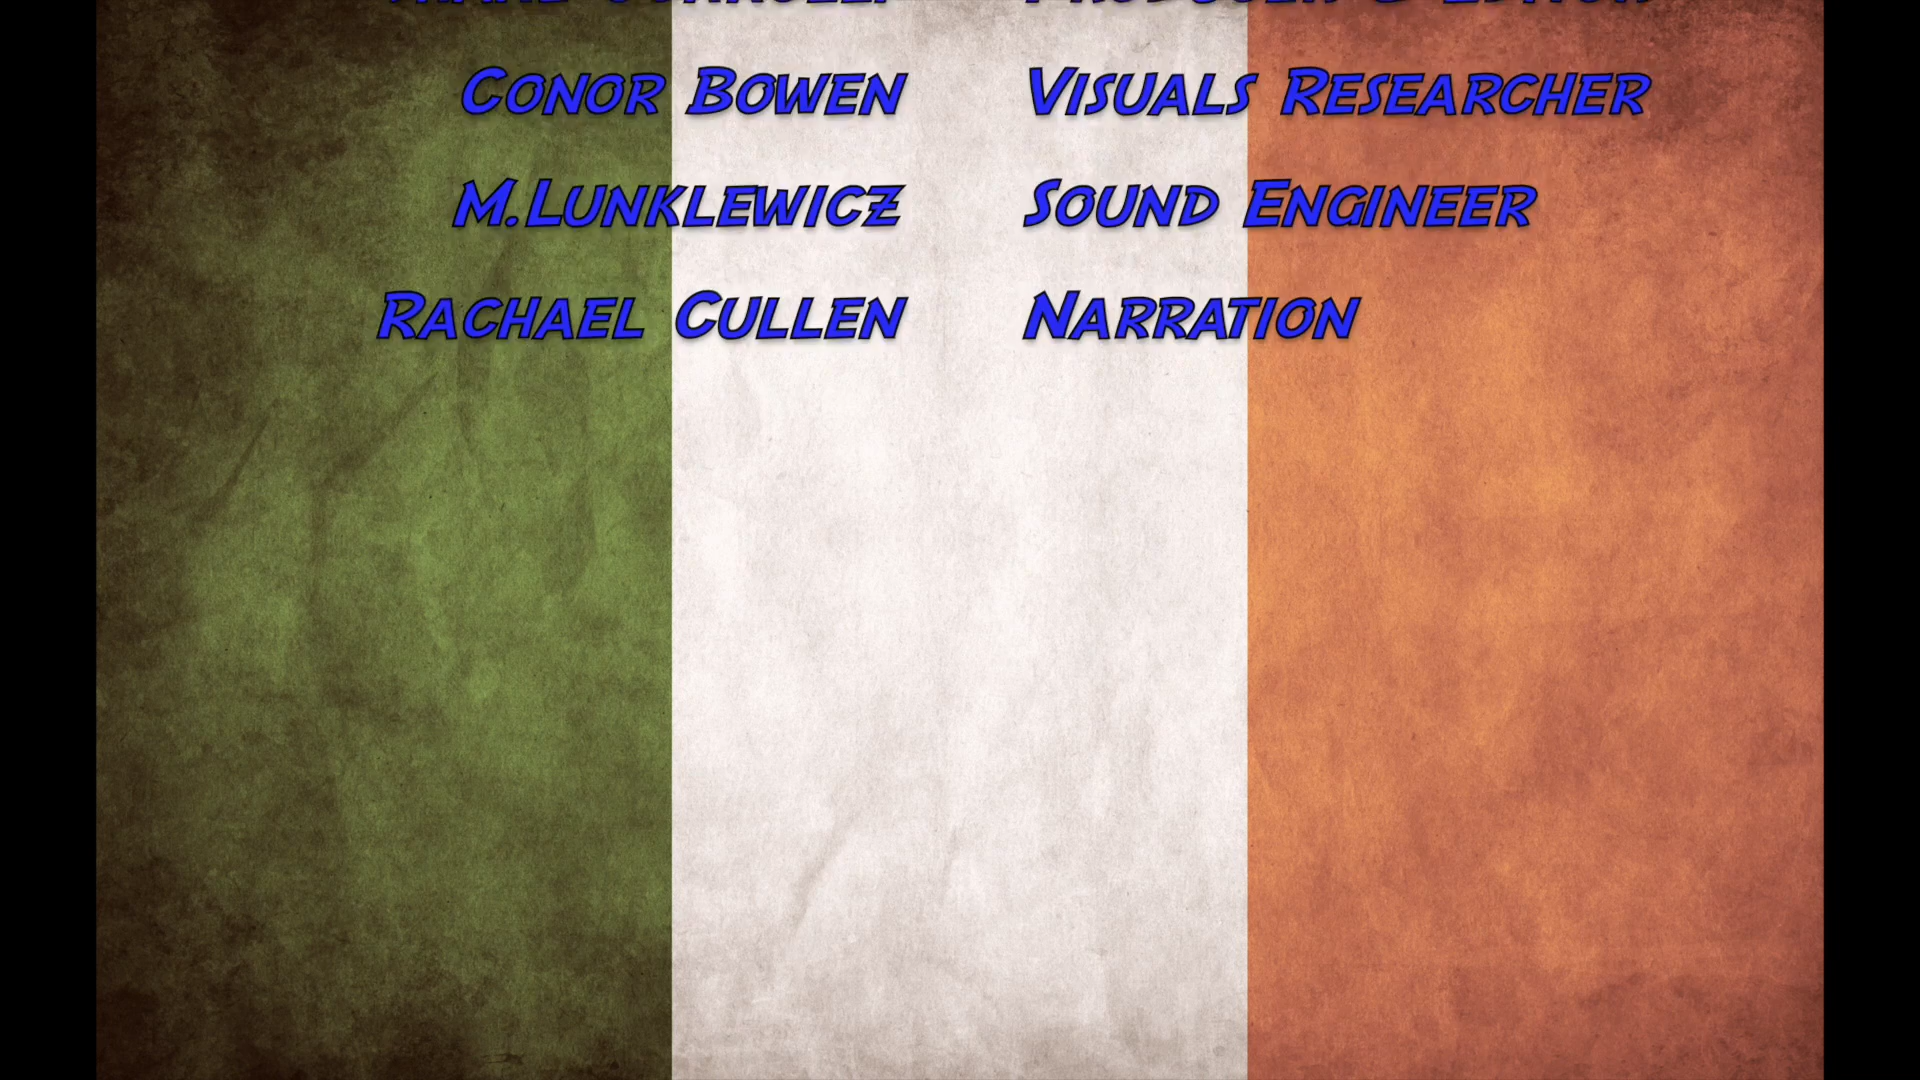 Conor Bowen Visuals Researcher
M.Lunklewicz Sound Engineer
Rachael Cullen Narration